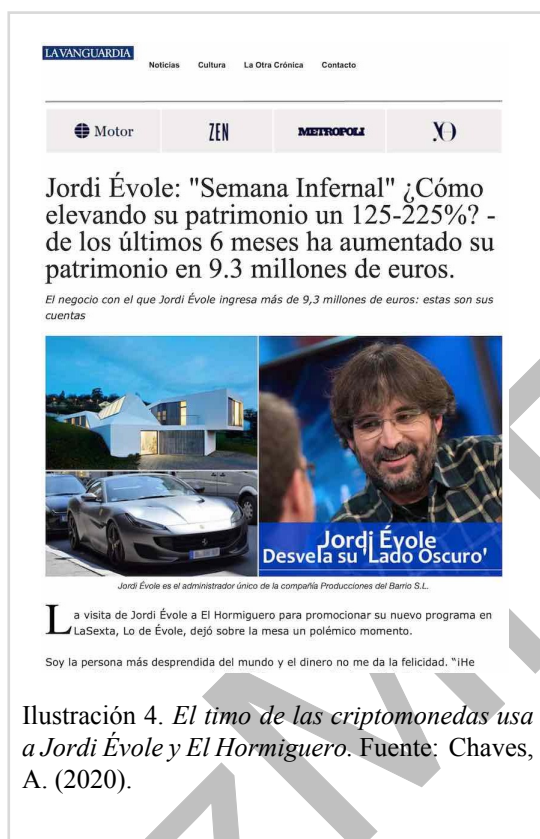 LA VANGUARDIA
Noticias Cultura La Otra Crónica Contacto
Motor ZEN METROPOLI YO
Jordi Évole: "Semana Infernal" ¿Cómo
elevando su patrimonio un 125-225%? -
de los últimos 6 meses ha aumentado su
patrimonio en 9.3 millones de euros.
El negocio con el que Jordi Évole ingresa más de 9,3 millones de euros: estas son sus
cuentas
Jordi Évole
Desvela su 'Lado Oscuro'
Jordi Évole es el administrador único de la compañía Producciones del Barrio S.L.
La visita de Jordi Évole a El Hormiguero para promocionar su nuevo programa en
LaSexta, Lo de Évole, dejó sobre la mesa un polémico momento.
Soy la persona más desprendida del mundo y el dinero no me da la felicidad. "¡He
Ilustración 4. El timo de las criptomonedas usa
a Jordi Évole y El Hormiguero. Fuente: Chaves,
A. (2020).